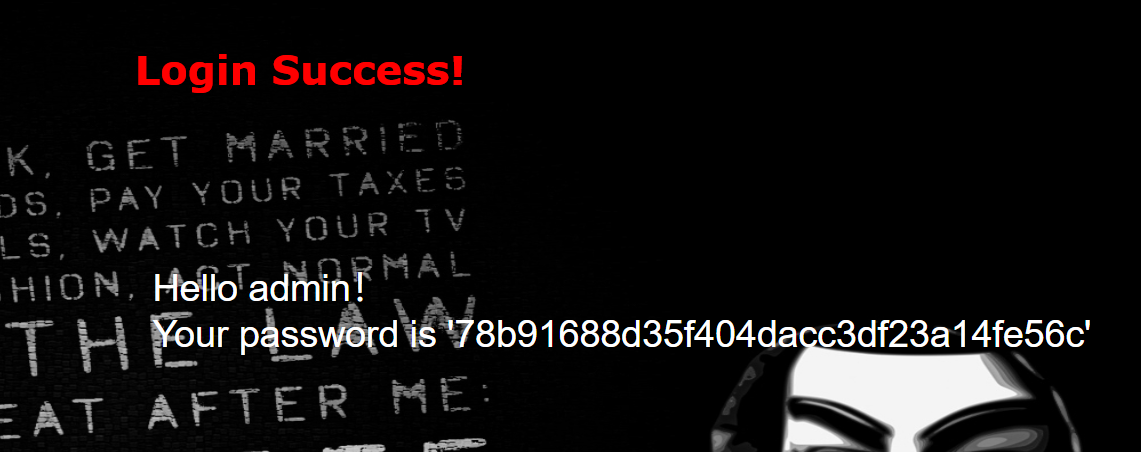 Login Success!
K, GET MARRIED
DS, PAY YOUR TAXES
LS, WATCH YOUR TV
HION, ACT NORMAL
Hello admin！
THE LAW
Your password is '78b91688d35f404dacc3df23a14fe56c'
EAT AFTER ME: